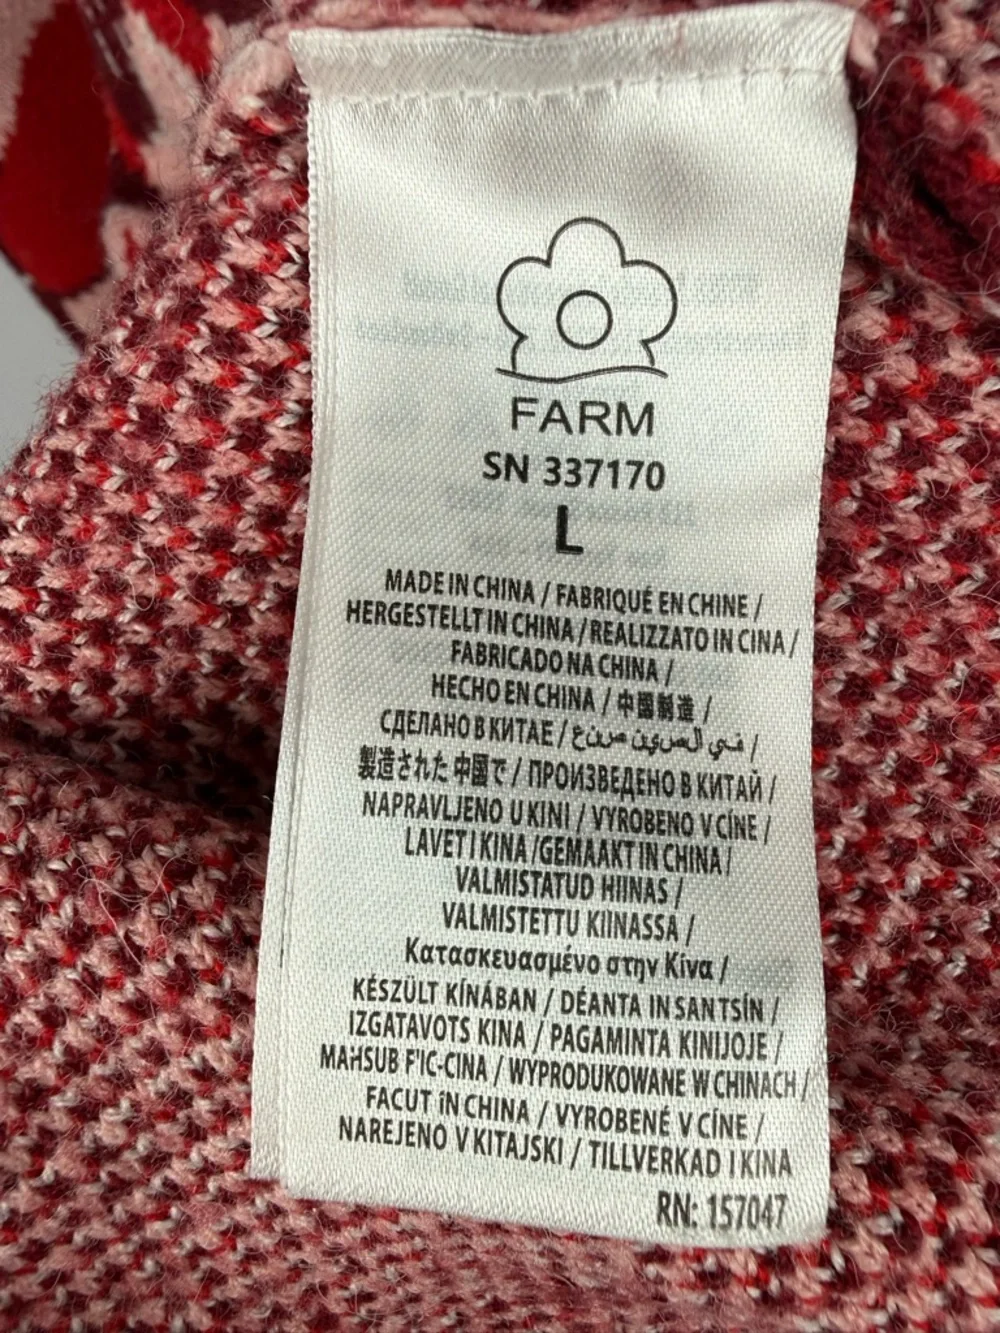 FARM
SN 337170
L
MADE IN CHINA / FABRIQUÉ EN CHINE /
HERGESTELLT IN CHINA / REALIZZATO IN CINA /
FABRICADO NA CHINA /
HECHO EN CHINA / 中国制造 /
СДЕЛАНО В КИТАЕ / في الصين صنع /
製造された 中国で / ПРОИЗВЕДЕНО В КИТАЙ /
NAPRAVLJENO U KINI / VYROBENO V CÍNE /
LAVET I KINA /GEMAAKT IN CHINA /
VALMISTATUD HIINAS /
VALMISTETTU KIINASSA /
Κατασκευασμένο στην Κίνα /
KÉSZÜLT KÍNÁBAN / DÉANTA IN SAN TSÍN /
IZGATAVOTS KINA / PAGAMINTA KINIJOJE /
MAHSUB F'IC-CINA / WYPRODUKOWANE W CHINACH /
FACUT îN CHINA / VYROBENÉ V CÍNE /
NAREJENO V KITAJSKI / TILLVERKAD I KINA
RN: 157047